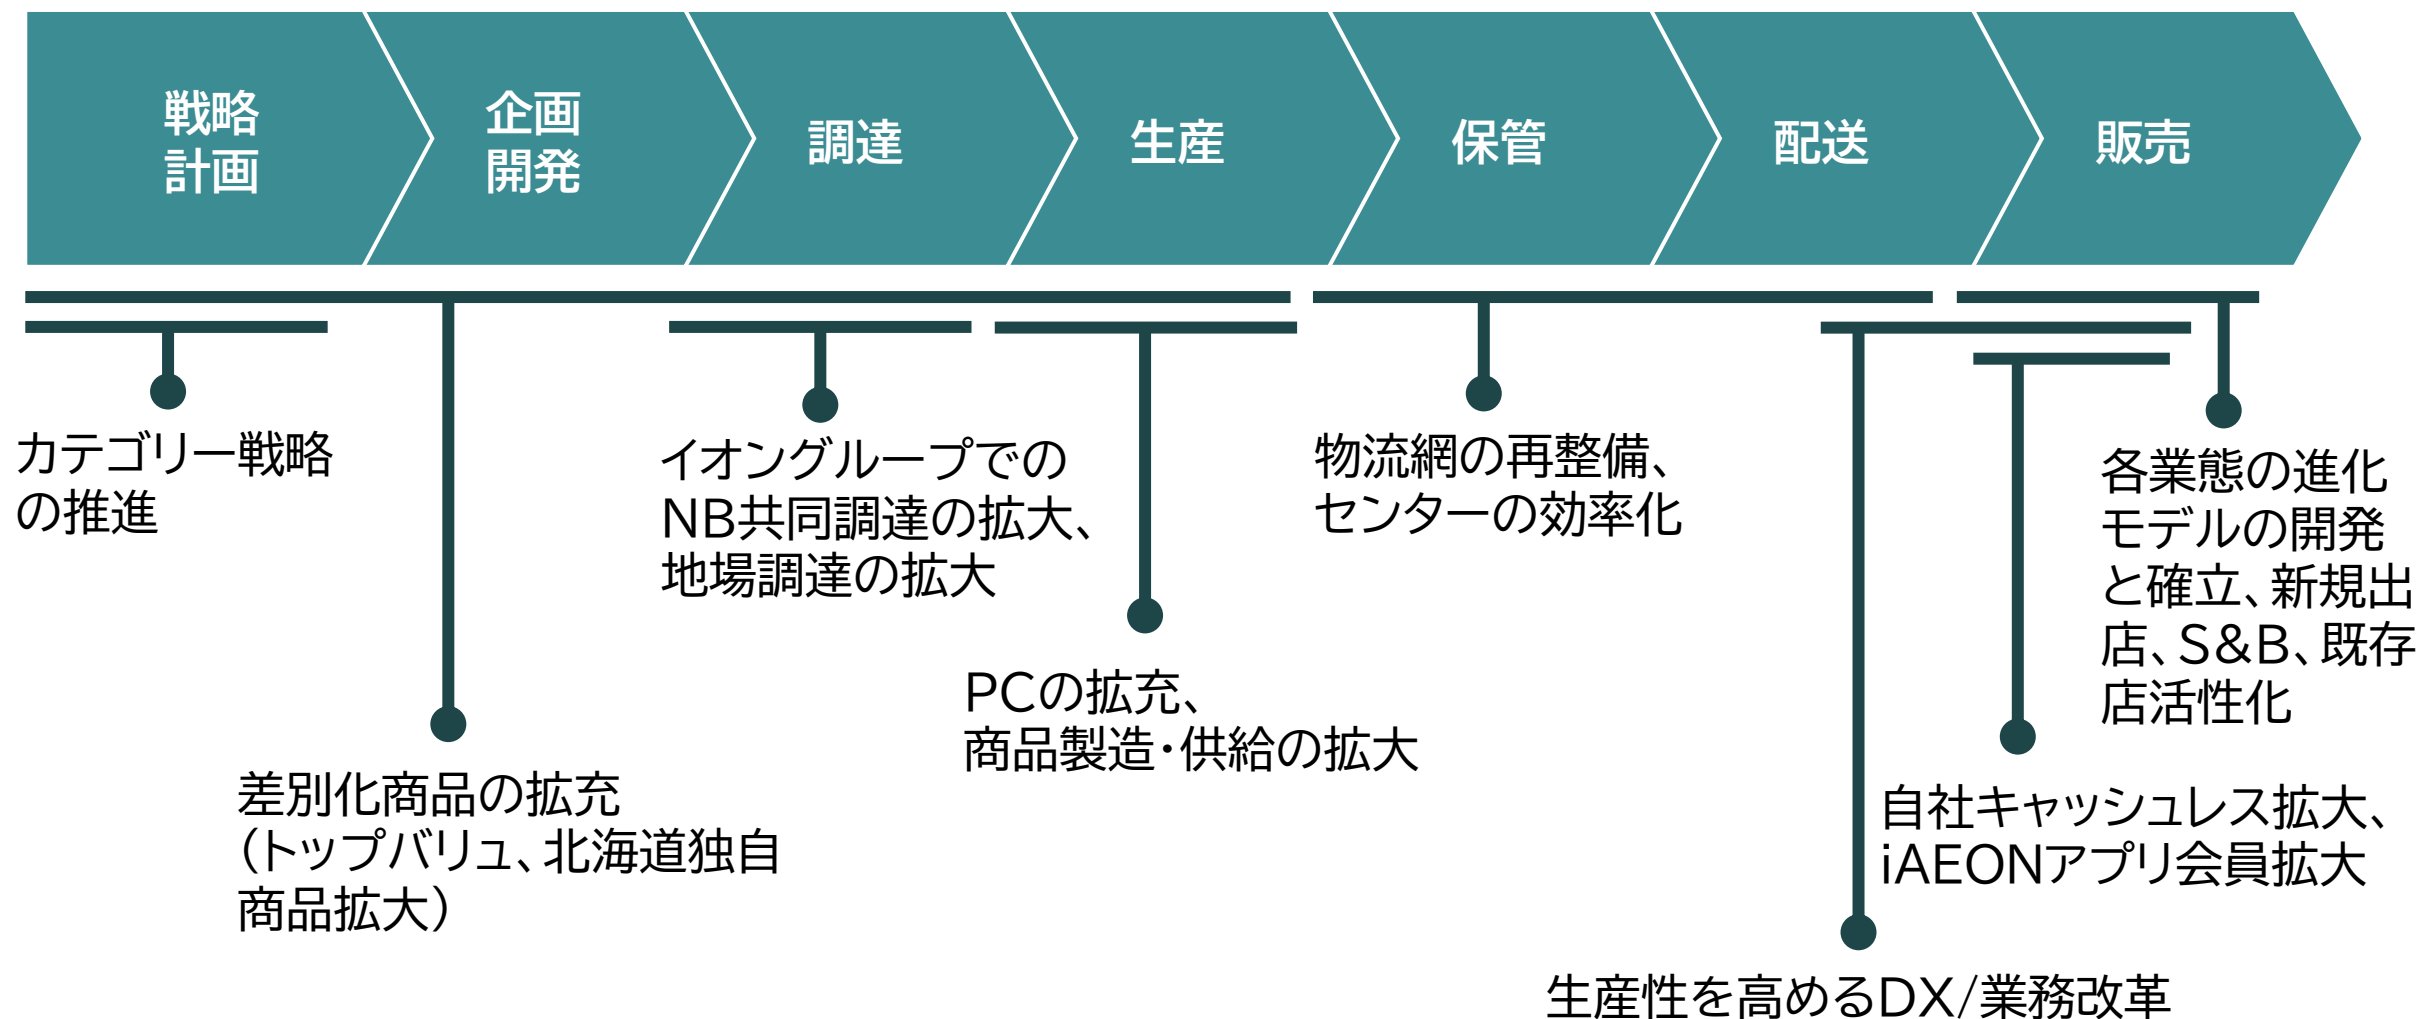 戦略
計画
企画
開発
調達
生産
保管
配送
販売
カテゴリー戦略
の推進
差別化商品の拡充
（トップバリュ、北海道独自
商品拡大）
イオングループでの
NB共同調達の拡大、
地場調達の拡大
PCの拡充、
商品製造・供給の拡大
物流網の再整備、
センターの効率化
生産性を高めるDX/業務改革
自社キャッシュレス拡大、
iAEONアプリ会員拡大
各業態の進化
モデルの開発
と確立、新規出
店、S&B、既存
店活性化